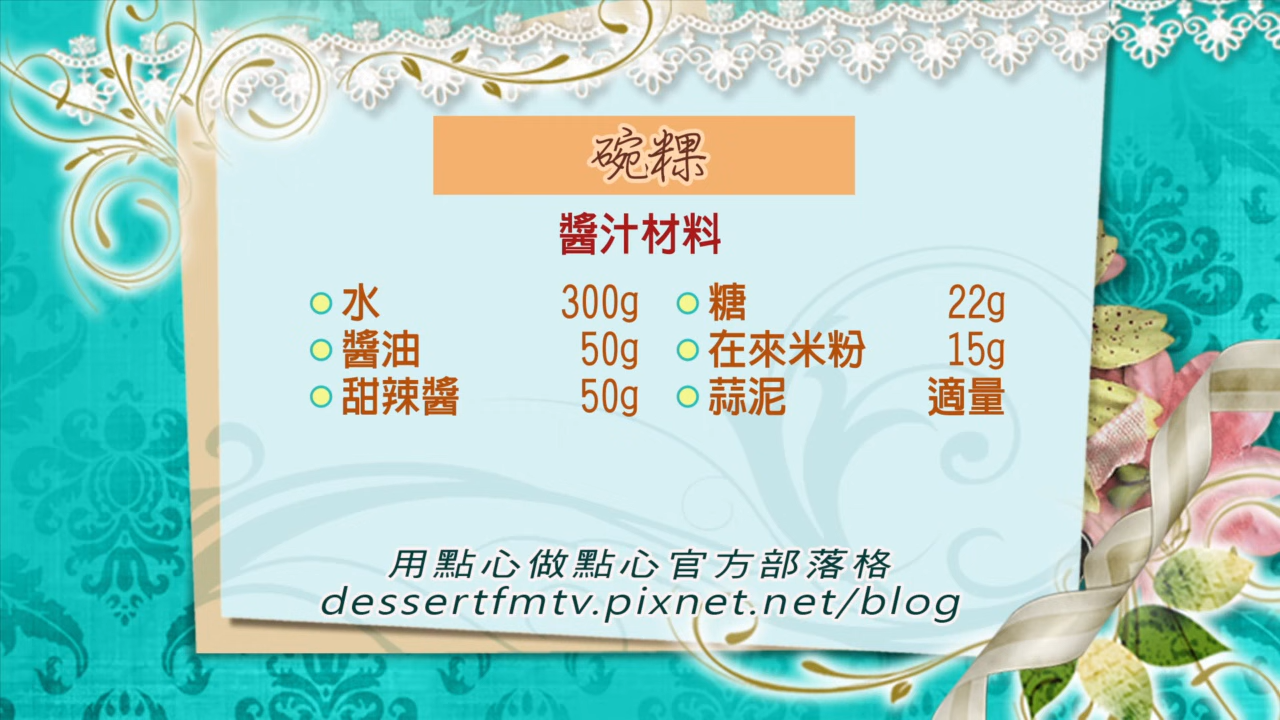 碗粿
醬汁材料
水 300g 糖 22g
醬油 50g 在來米粉 15g
甜辣醬 50g 蒜泥 適量
用點心做點心官方部落格
dessertfmtv.pixnet.net/blog